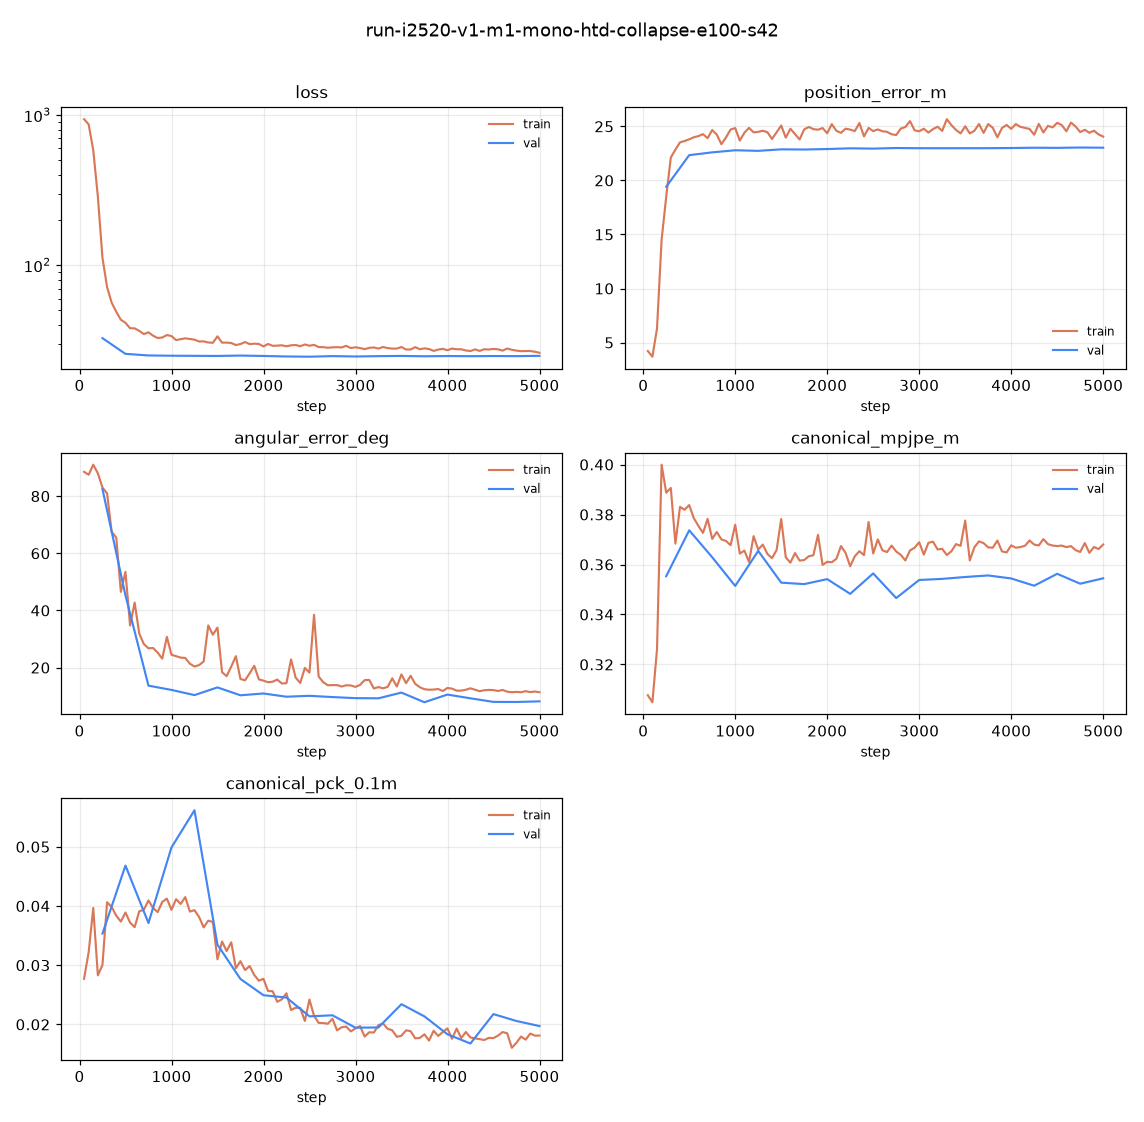 run-i2520-v1-m1-mono-htd-collapse-e100-s42
loss
10³
10²
train
val
0 1000 2000 3000 4000 5000
step
position_error_m
25
20
15
10
5
train
val
0 1000 2000 3000 4000 5000
step
angular_error_deg
80
60
40
20
train
val
0 1000 2000 3000 4000 5000
step
canonical_mpjpe_m
0.40
0.38
0.36
0.34
0.32
train
val
0 1000 2000 3000 4000 5000
step
canonical_pck_0.1m
0.05
0.04
0.03
0.02
train
val
0 1000 2000 3000 4000 5000
step